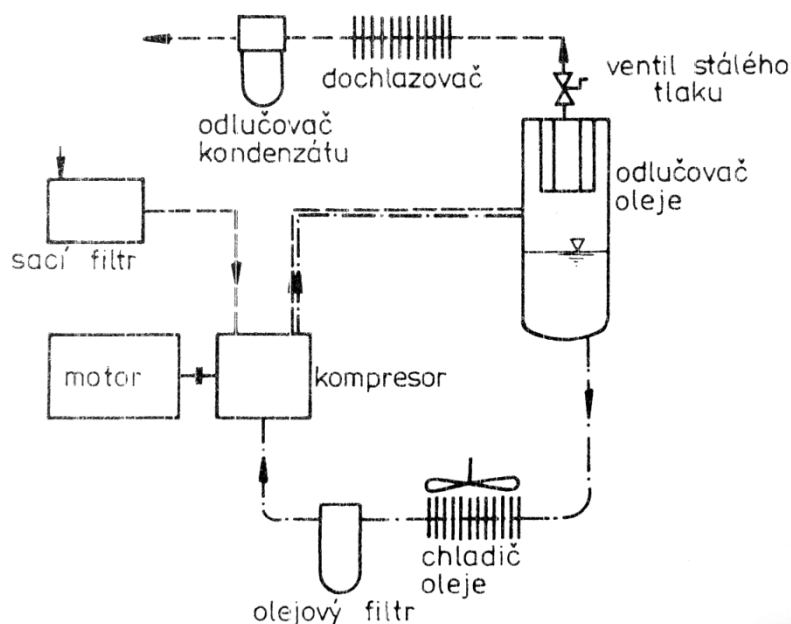 dochlazovač
ventil stálého
tlaku
odlučovač
kondenzátu
odlučovač
oleje
sací filtr
motor
kompresor
chladič
oleje
olejový filtr